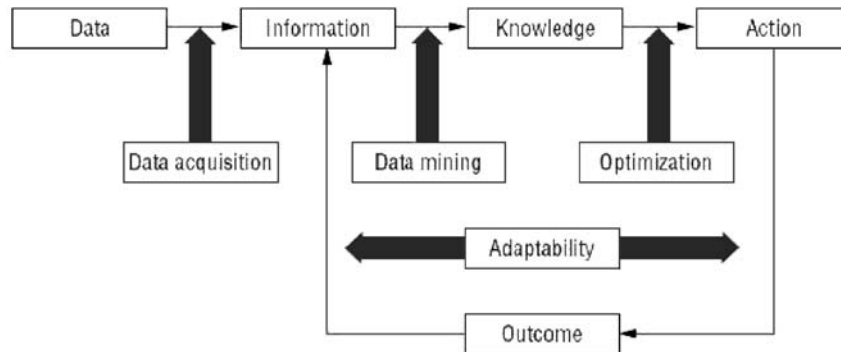 Data
Information
Knowledge
Action
Data acquisition
Data mining
Optimization
Adaptability
Outcome